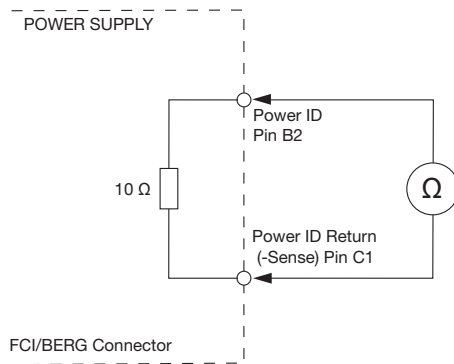 POWER SUPPLY
Power ID
Pin B2
10 Ω
Ω
Power ID Return
(-Sense) Pin C1
FCI/BERG Connector